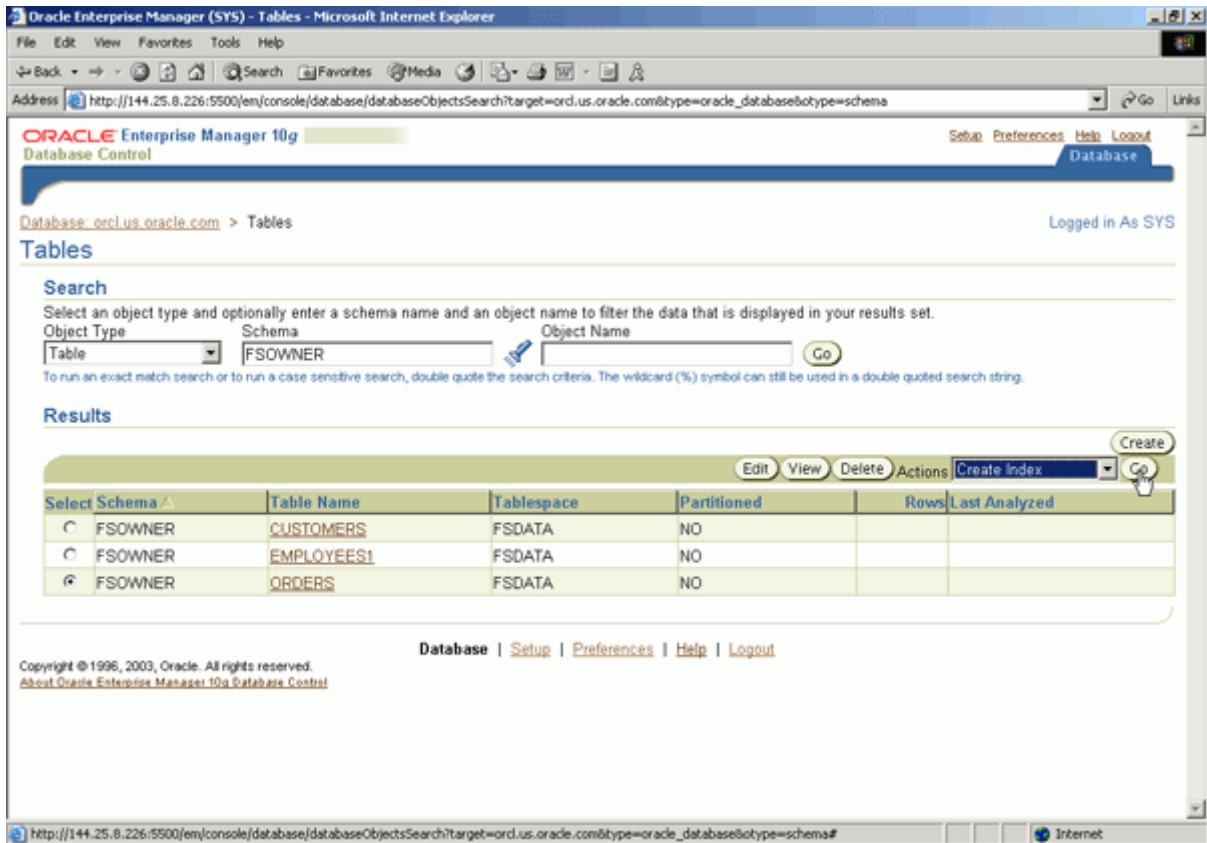 Oracle Enterprise Manager (SYS) - Tables - Microsoft Internet Explorer
File Edit View Favorites Tools Help
Back Search Favorites Media
Address http://144.25.8.226:5500/em/console/database/databaseObjectsSearch?target=orcl.us.oracle.com&type=oracle_database&otype=schema Go Links
ORACLE Enterprise Manager 10g
Database Control
Setup Preferences Help Logout
Database
Database: orcl.us.oracle.com > Tables Logged in As SYS
Tables
Search
Select an object type and optionally enter a schema name and an object name to filter the data that is displayed in your results set.
Object Type Schema Object Name
Table FSOWNER Go
To run an exact match search or to run a case sensitive search, double quote the search criteria. The wildcard (%) symbol can still be used in a double quoted search string.
Results
Create
Edit View Delete Actions Create Index Go
Select Schema Table Name Tablespace Partitioned Rows Last Analyzed
FSOWNER CUSTOMERS FSDATA NO
FSOWNER EMPLOYEES1 FSDATA NO
FSOWNER ORDERS FSDATA NO
Database | Setup | Preferences | Help | Logout
Copyright © 1996, 2003, Oracle. All rights reserved.
About Oracle Enterprise Manager 10g Database Control
http://144.25.8.226:5500/em/console/database/databaseObjectsSearch?target=orcl.us.oracle.com&type=oracle_database&otype=schema# Internet